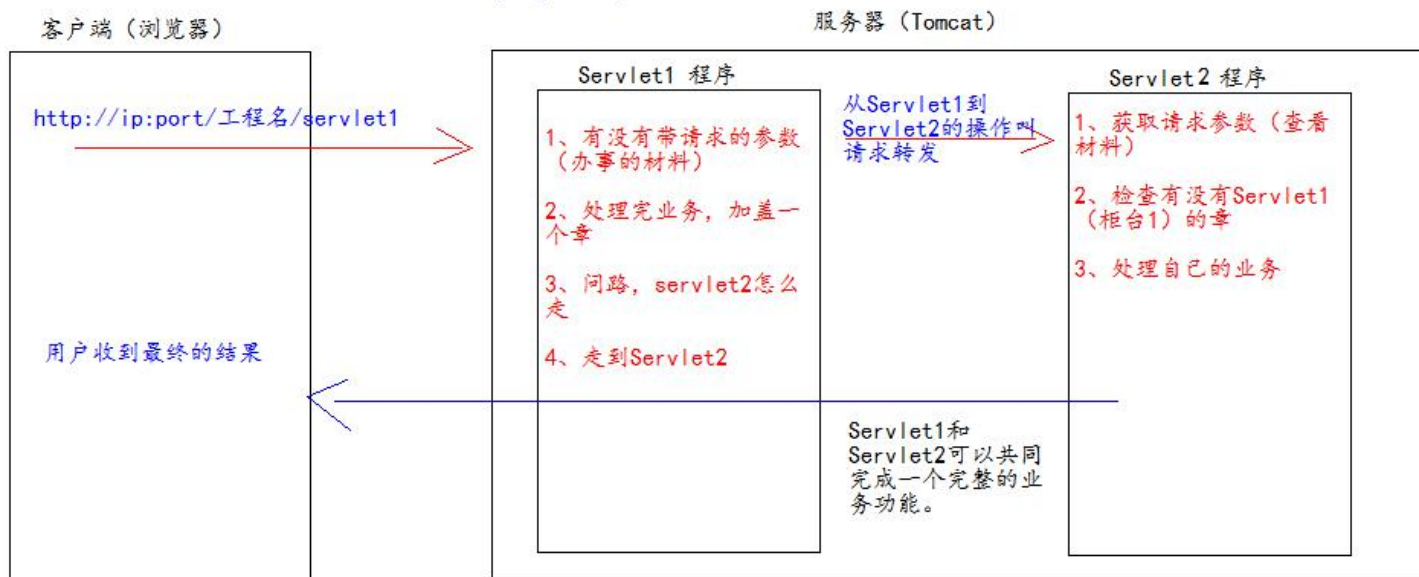 客户端（浏览器）
服务器（Tomcat）
http://ip:port/工程名/servlet1
用户收到最终的结果
Servlet1 程序
1、有没有带请求的参数
（办事的材料）
2、处理完业务，加盖一
个章
3、问路，servlet2怎么
走
4、走到Servlet2
从Servlet1到
Servlet2的操作叫
请求转发
Servlet1和
Servlet2可以共同
完成一个完整的业
务功能。
Servlet2 程序
1、获取请求参数（查看
材料）
2、检查有没有Servlet1
（柜台1）的章
3、处理自己的业务